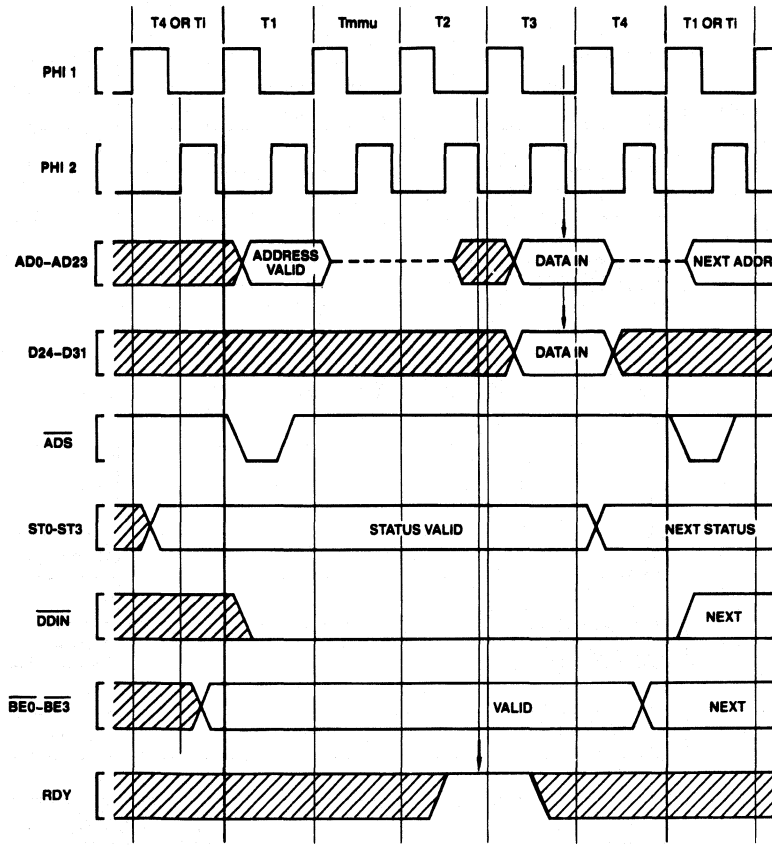 T4 OR Ti T1 Tmmu T2 T3 T4 T1 OR Ti
PHI 1
PHI 2
AD0–AD23 ADDRESS VALID DATA IN NEXT ADDR
D24–D31 DATA IN
ADS
ST0-ST3 STATUS VALID NEXT STATUS
DDIN NEXT
BE0–BE3 VALID NEXT
RDY